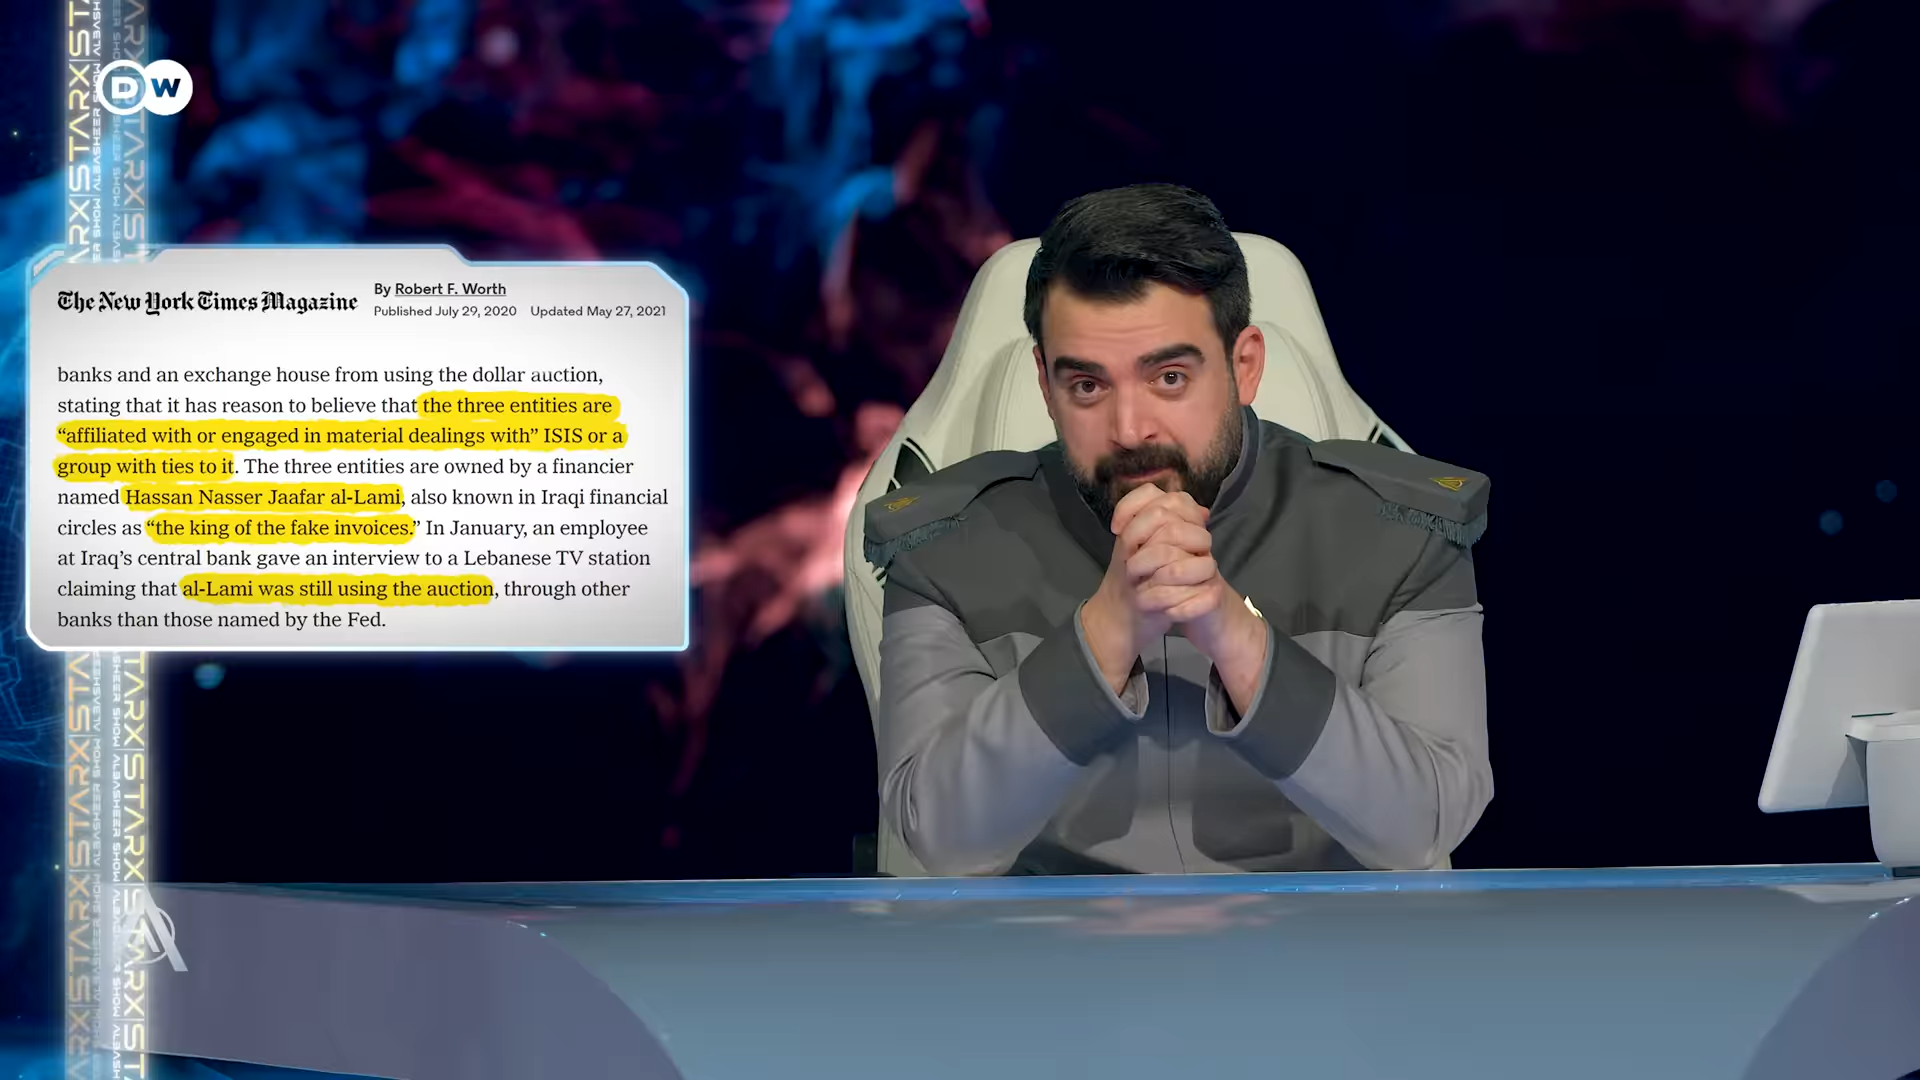 DW
STARX
ALBASHEER SHOW
The New York Times Magazine
By Robert F. Worth
Published July 29, 2020 Updated May 27, 2021
banks and an exchange house from using the dollar auction,
stating that it has reason to believe that the three entities are
“affiliated with or engaged in material dealings with” ISIS or a
group with ties to it. The three entities are owned by a financier
named Hassan Nasser Jaafar al-Lami, also known in Iraqi financial
circles as “the king of the fake invoices.” In January, an employee
at Iraq’s central bank gave an interview to a Lebanese TV station
claiming that al-Lami was still using the auction, through other
banks than those named by the Fed.